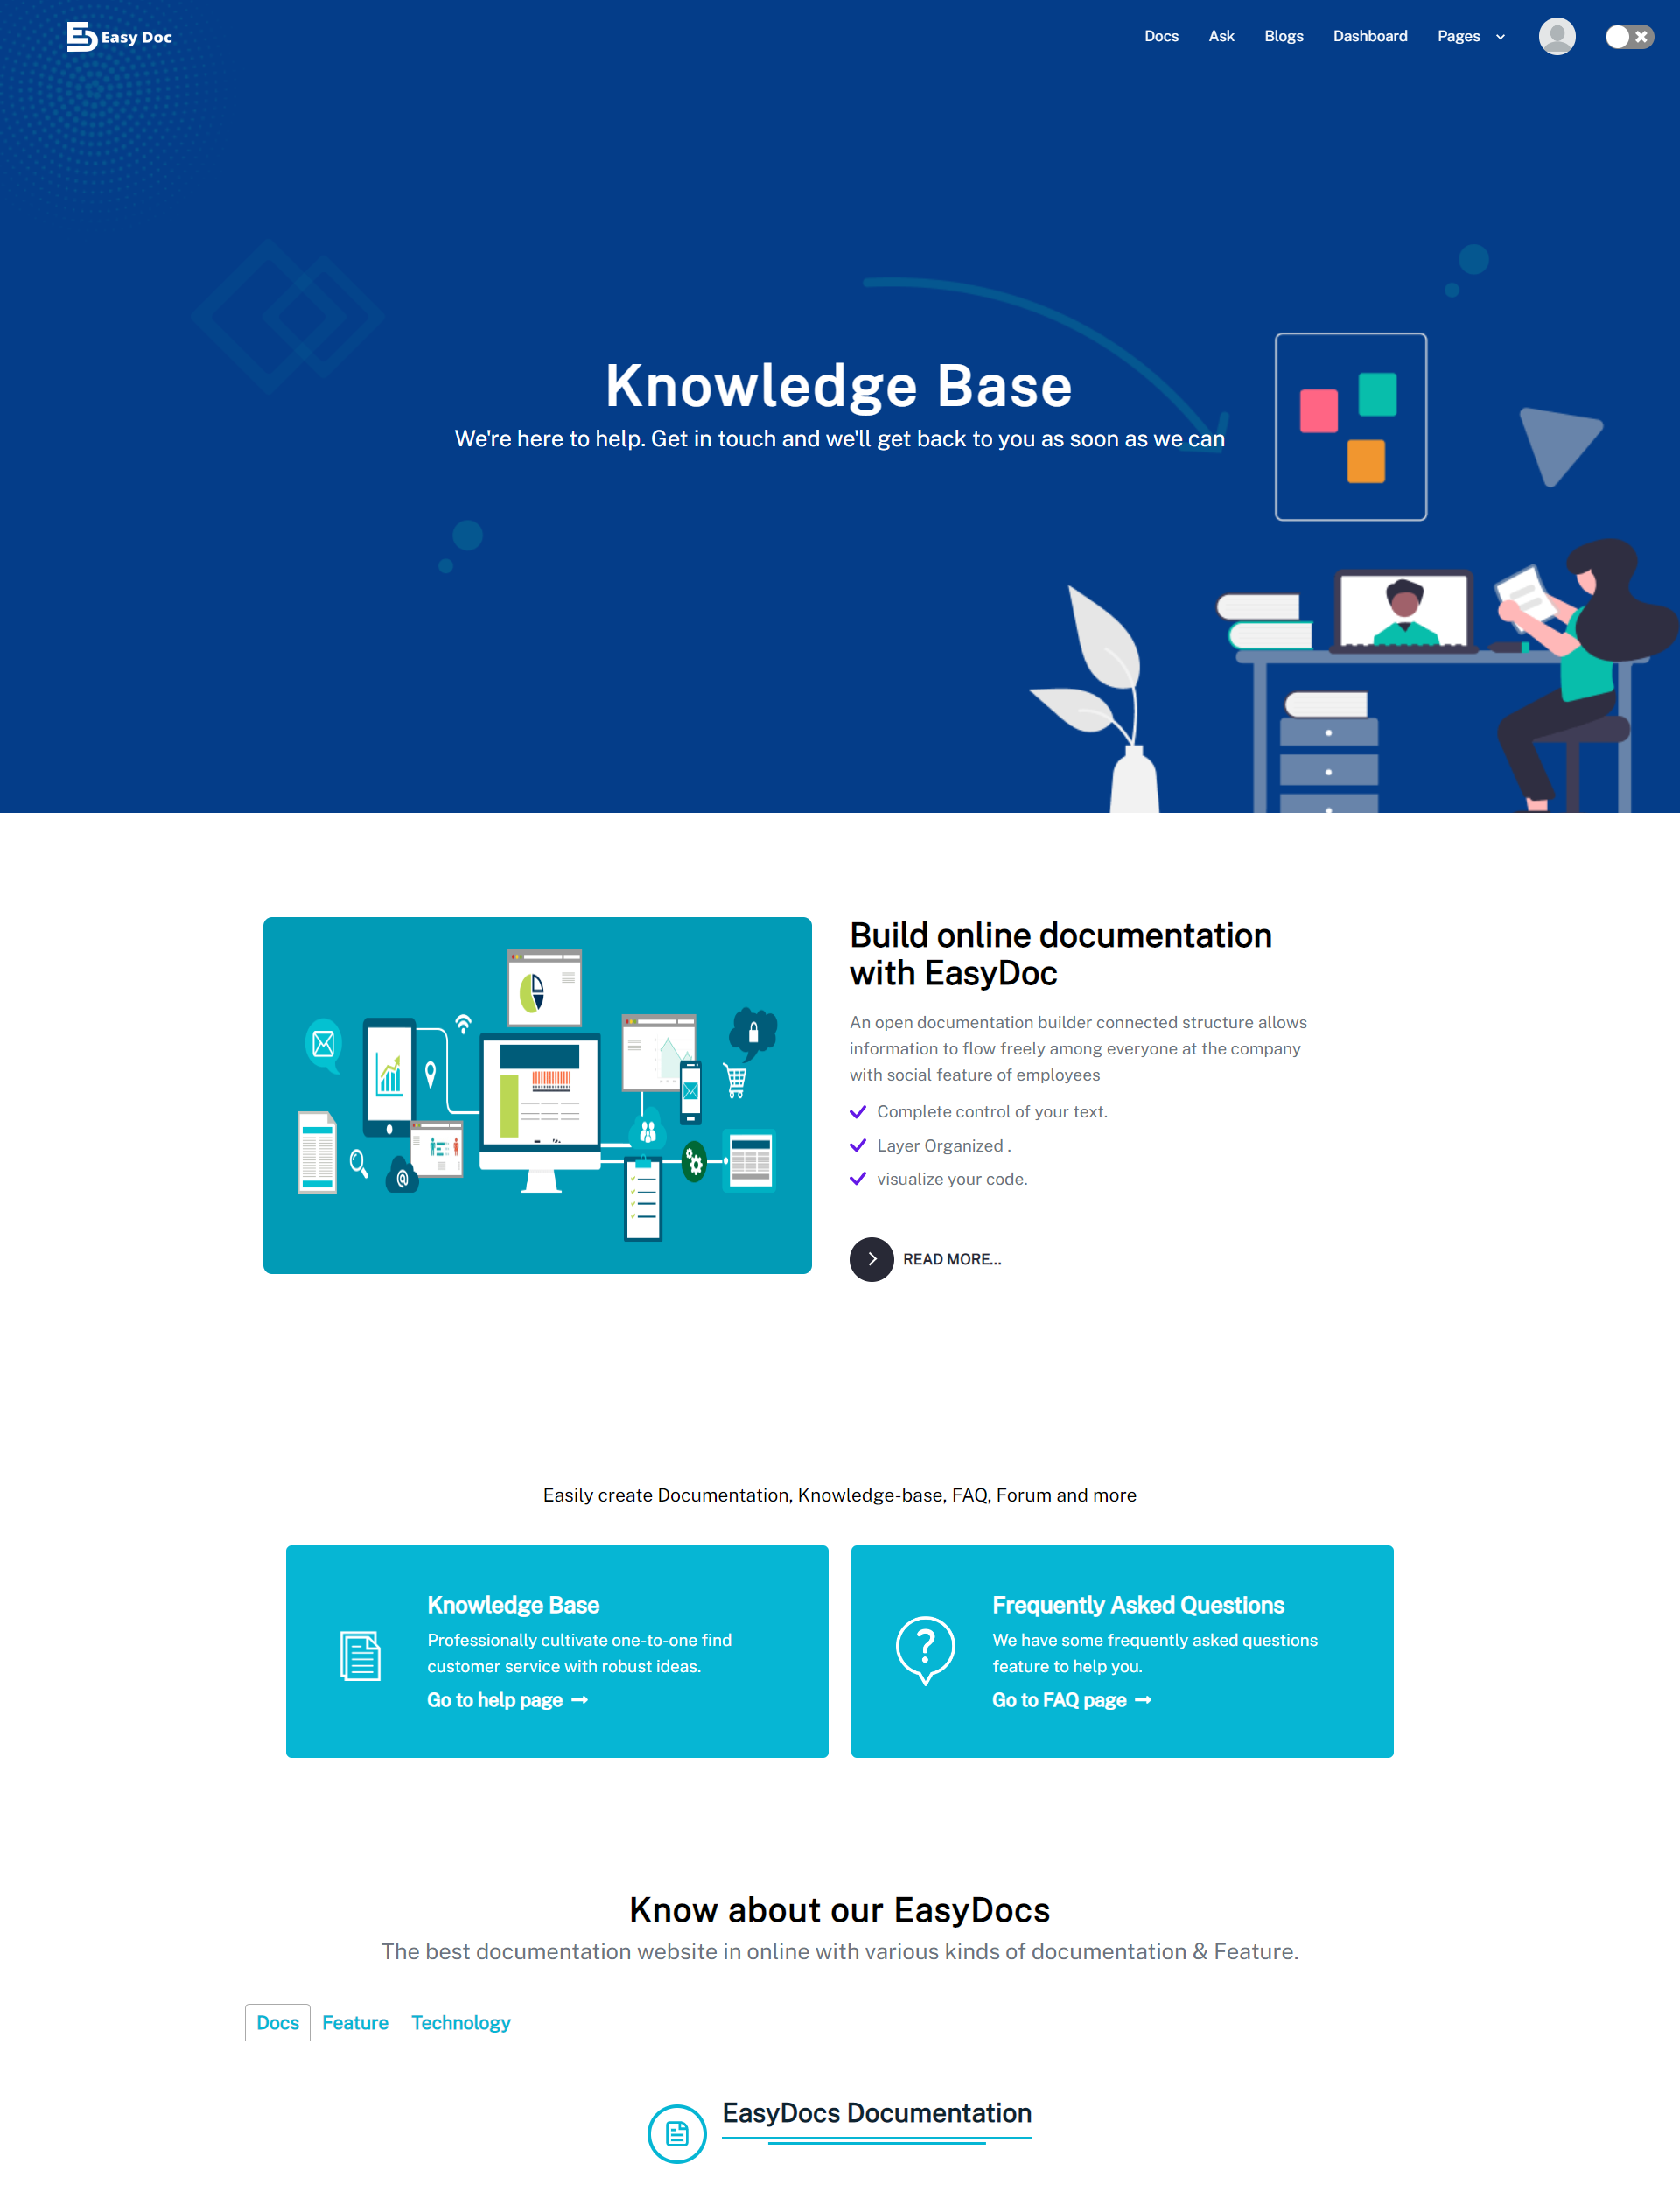 Easy Doc
Docs Ask Blogs Dashboard Pages
Knowledge Base
We're here to help. Get in touch and we'll get back to you as soon as we can
Build online documentation
with EasyDoc
An open documentation builder connected structure allows
information to flow freely among everyone at the company
with social feature of employees
Complete control of your text.
Layer Organized .
visualize your code.
READ MORE...
Easily create Documentation, Knowledge-base, FAQ, Forum and more
Knowledge Base
Professionally cultivate one-to-one find
customer service with robust ideas.
Go to help page
Frequently Asked Questions
We have some frequently asked questions
feature to help you.
Go to FAQ page
Know about our EasyDocs
The best documentation website in online with various kinds of documentation & Feature.
Docs Feature Technology
EasyDocs Documentation